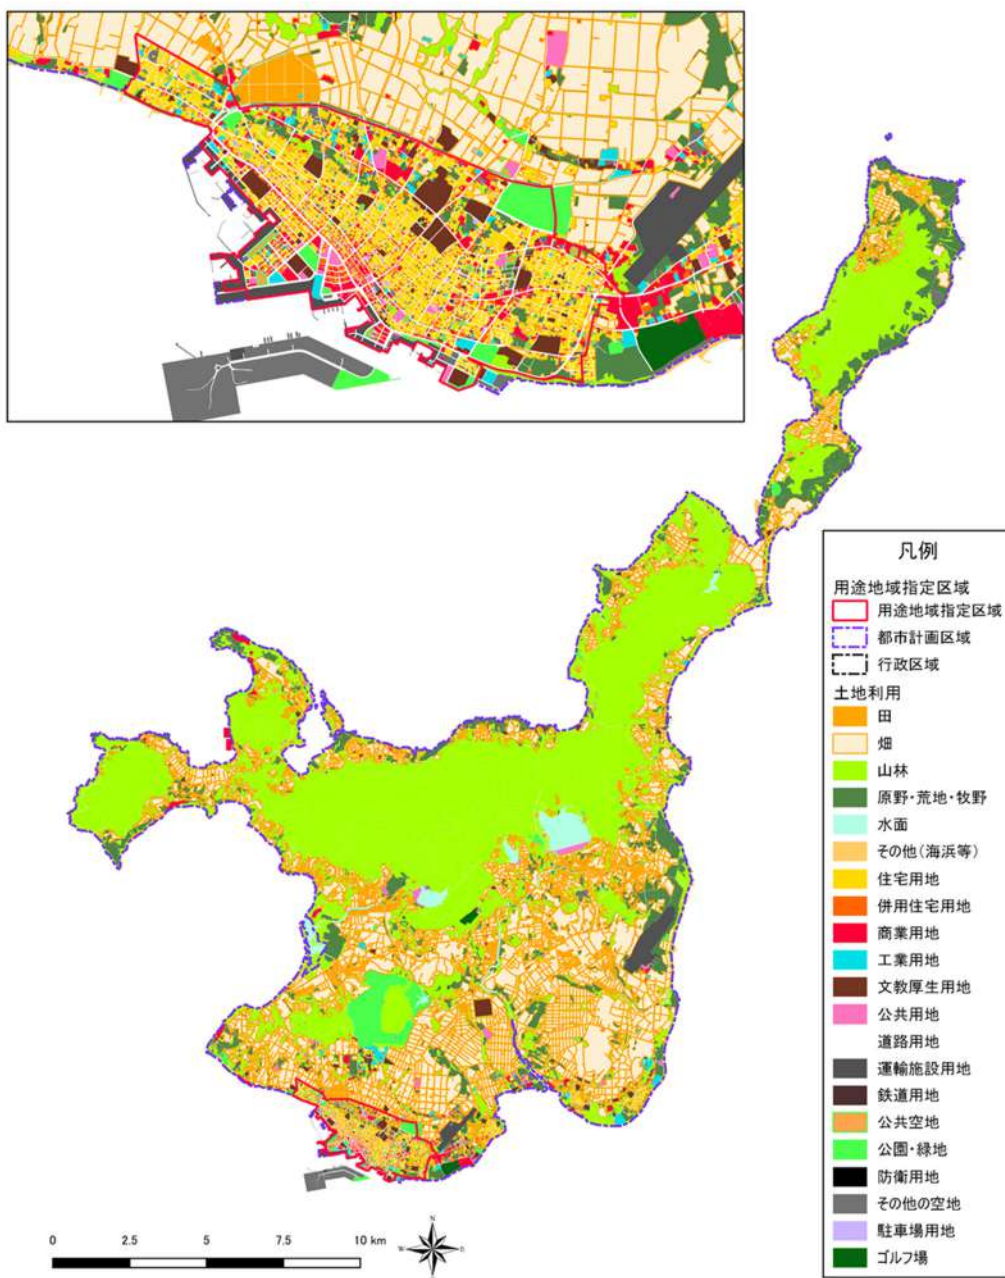 凡例
用途地域指定区域
用途地域指定区域
都市計画区域
行政区域
土地利用
田
畑
山林
原野・荒地・牧野
水面
その他(海浜等)
住宅用地
併用住宅用地
商業用地
工業用地
文教厚生用地
公共用地
道路用地
運輸施設用地
鉄道用地
公共空地
公園・緑地
防衛用地
その他の空地
駐車場用地
ゴルフ場
0 2.5 5 7.5 10 km
N
W E
S